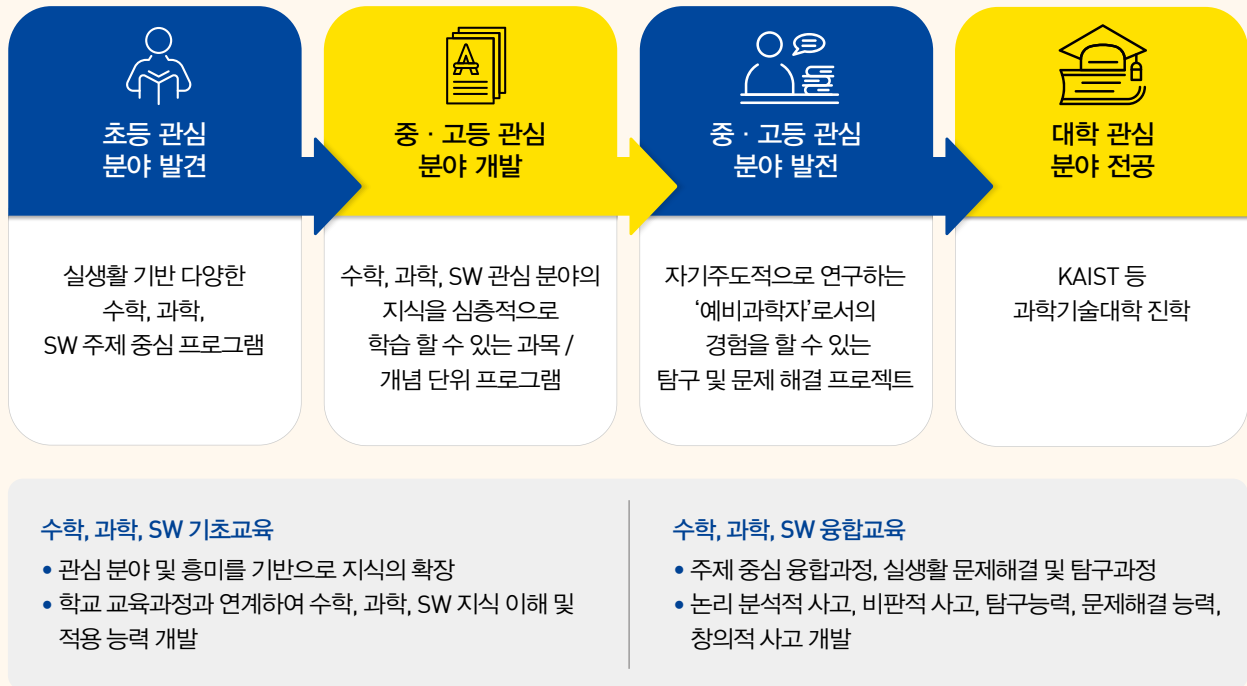 초등 관심
분야 발견
중 · 고등 관심
분야 개발
중 · 고등 관심
분야 발전
대학 관심
분야 전공
실생활 기반 다양한
수학, 과학,
SW 주제 중심 프로그램
수학, 과학, SW 관심 분야의
지식을 심층적으로
학습 할 수 있는 과목 /
개념 단위 프로그램
자기주도적으로 연구하는
‘예비과학자’로서의
경험을 할 수 있는
탐구 및 문제 해결 프로젝트
KAIST 등
과학기술대학 진학
수학, 과학, SW 기초교육
• 관심 분야 및 흥미를 기반으로 지식의 확장
• 학교 교육과정과 연계하여 수학, 과학, SW 지식 이해 및
적용 능력 개발
수학, 과학, SW 융합교육
• 주제 중심 융합과정, 실생활 문제해결 및 탐구과정
• 논리 분석적 사고, 비판적 사고, 탐구능력, 문제해결 능력,
창의적 사고 개발